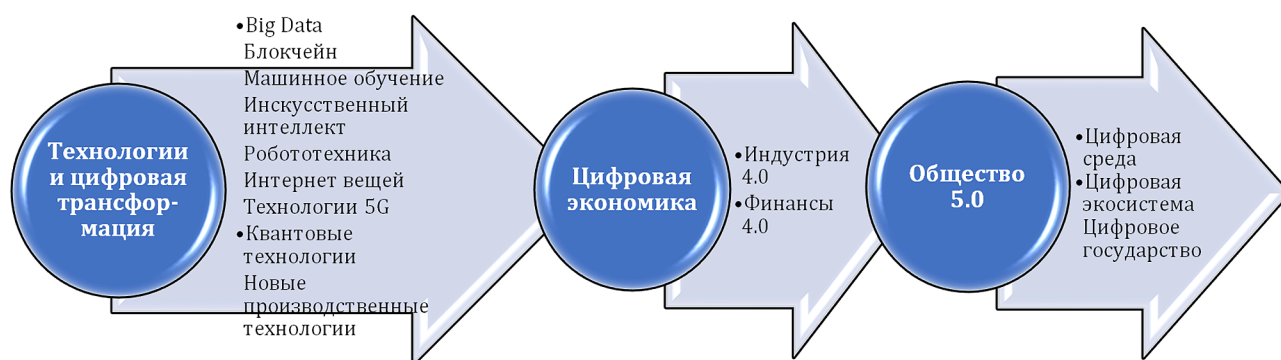 Технологии
и цифровая
трансфор-
мация
•Big Data
Блокчейн
Машинное обучение
Инскусственный
интеллект
Робототехника
Интернет вещей
Технологии 5G
•Квантовые
технологии
Новые
производственные
технологии
Цифровая
экономика
•Индустрия
4.0
•Финансы
4.0
Общество
5.0
•Цифровая
среда
•Цифровая
экосистема
Цифровое
государство